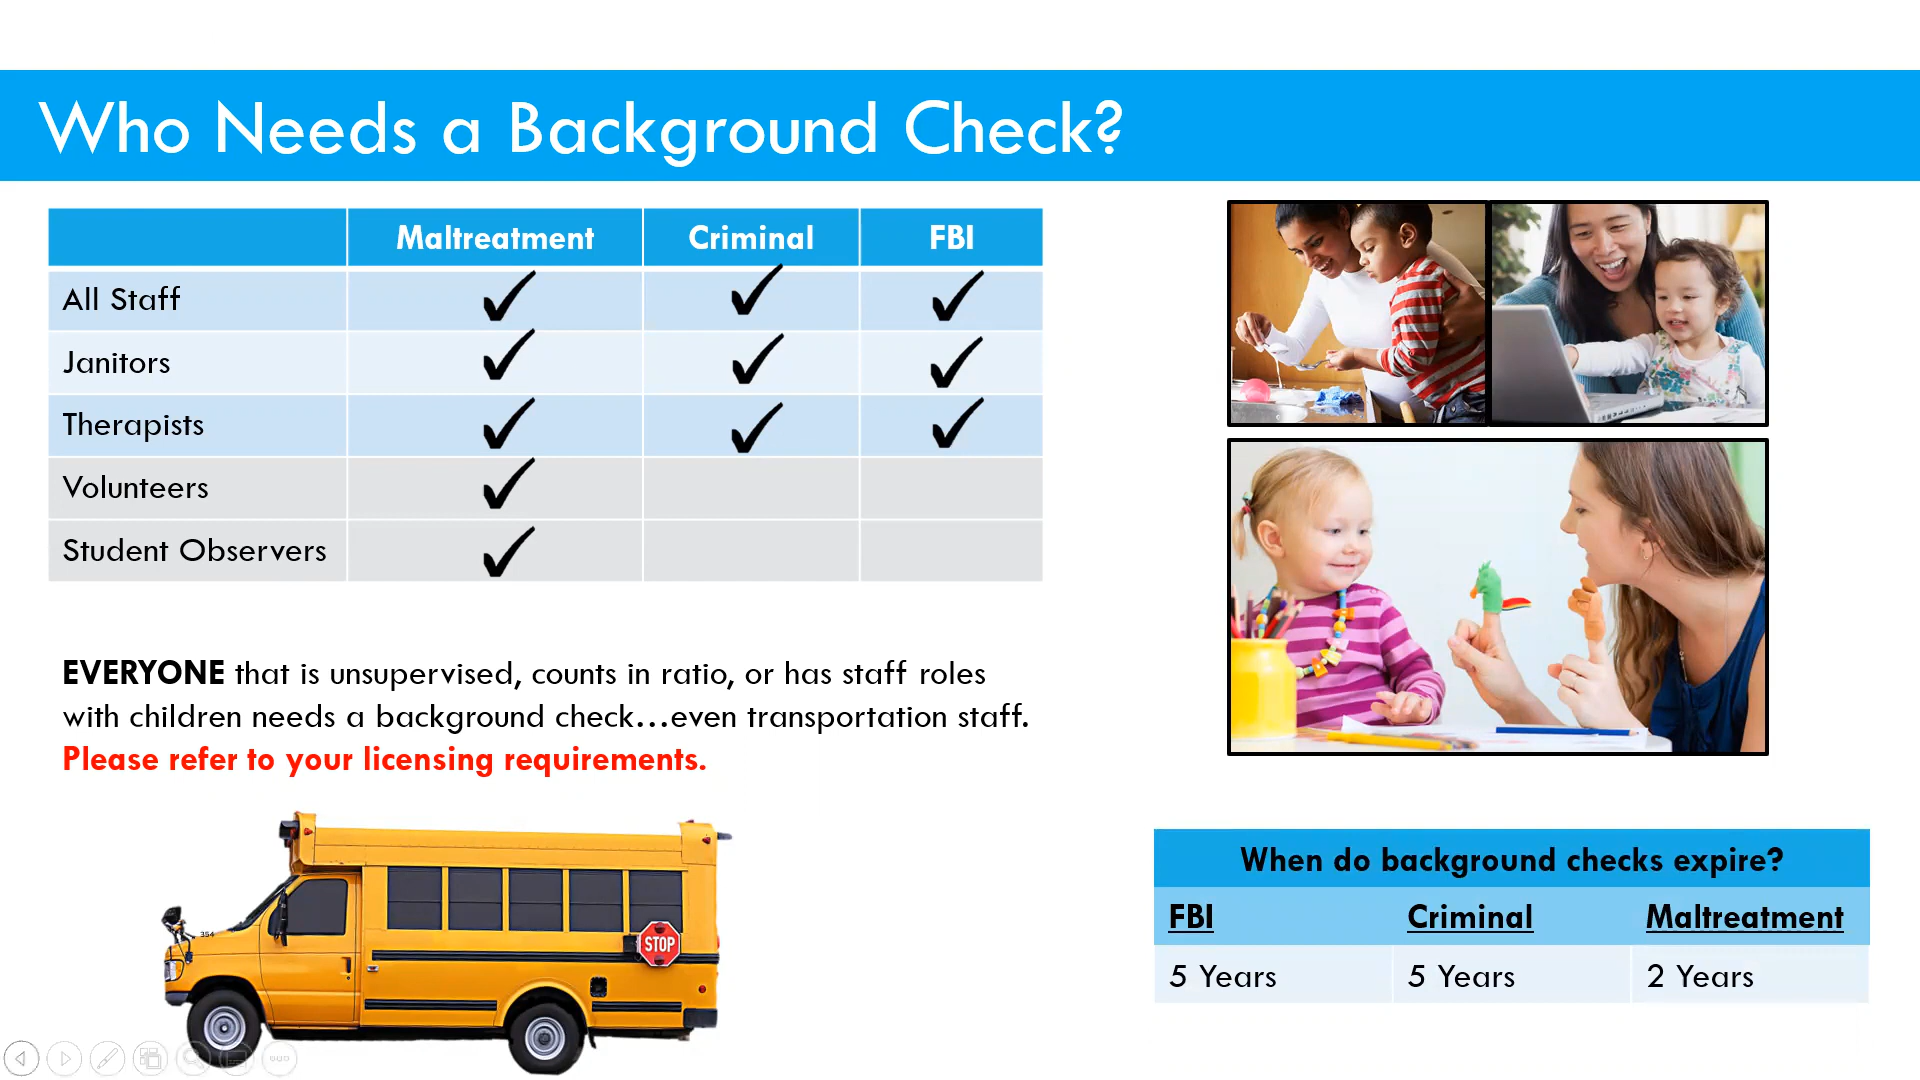 Who Needs a Background Check?
Maltreatment Criminal FBI
All Staff ✓ ✓ ✓
Janitors ✓ ✓ ✓
Therapists ✓ ✓ ✓
Volunteers ✓
Student Observers ✓
EVERYONE that is unsupervised, counts in ratio, or has staff roles
with children needs a background check...even transportation staff.
Please refer to your licensing requirements.
354
STOP
When do background checks expire?
FBI Criminal Maltreatment
5 Years 5 Years 2 Years